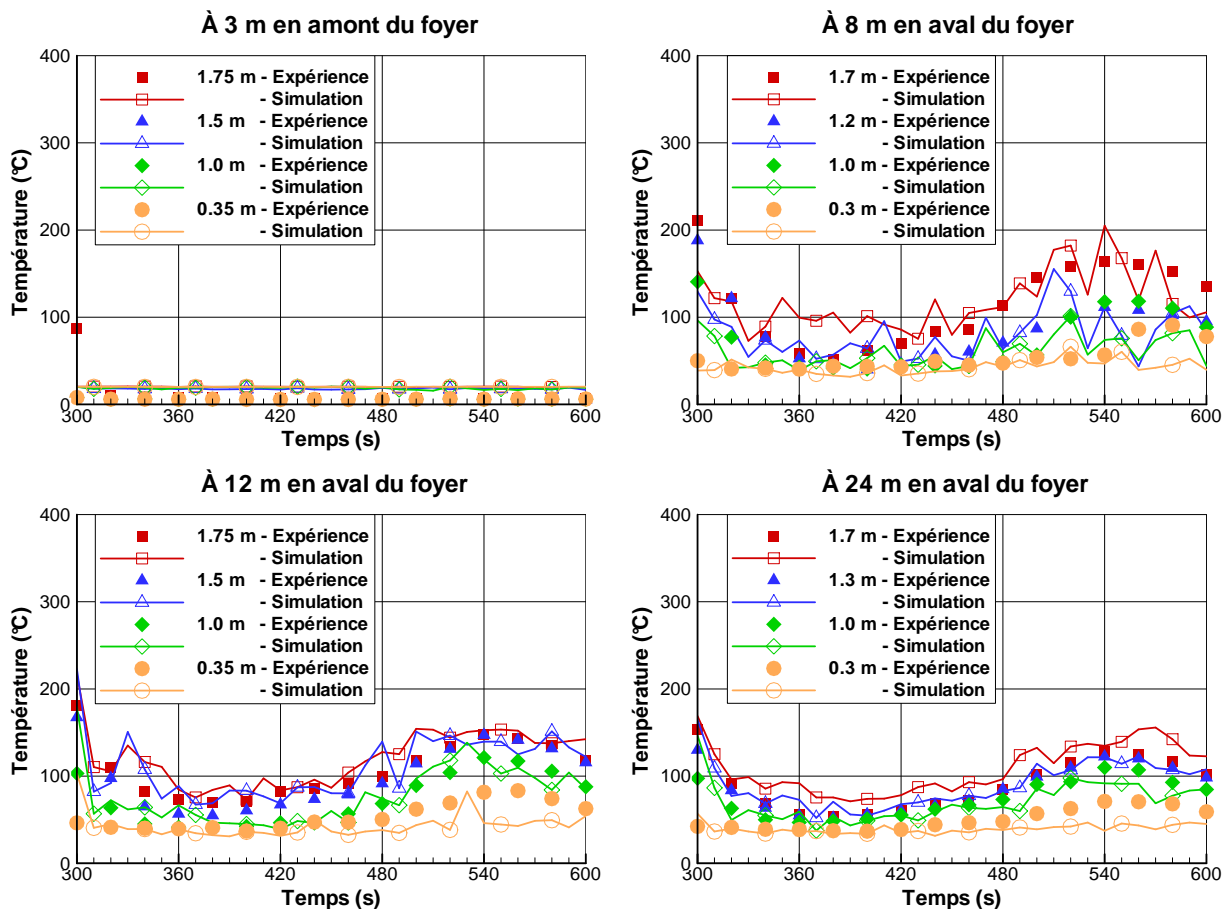 À 3 m en amont du foyer
Température (°C)
400
300
200
100
0
1.75 m - Expérience
- Simulation
1.5 m - Expérience
- Simulation
1.0 m - Expérience
- Simulation
0.35 m - Expérience
- Simulation
300 360 420 480 540 600
Temps (s)
À 8 m en aval du foyer
Température (°C)
400
300
200
100
0
1.7 m - Expérience
- Simulation
1.2 m - Expérience
- Simulation
1.0 m - Expérience
- Simulation
0.3 m - Expérience
- Simulation
300 360 420 480 540 600
Temps (s)
À 12 m en aval du foyer
Température (°C)
400
300
200
100
0
1.75 m - Expérience
- Simulation
1.5 m - Expérience
- Simulation
1.0 m - Expérience
- Simulation
0.35 m - Expérience
- Simulation
300 360 420 480 540 600
Temps (s)
À 24 m en aval du foyer
Température (°C)
400
300
200
100
0
1.7 m - Expérience
- Simulation
1.3 m - Expérience
- Simulation
1.0 m - Expérience
- Simulation
0.3 m - Expérience
- Simulation
300 360 420 480 540 600
Temps (s)